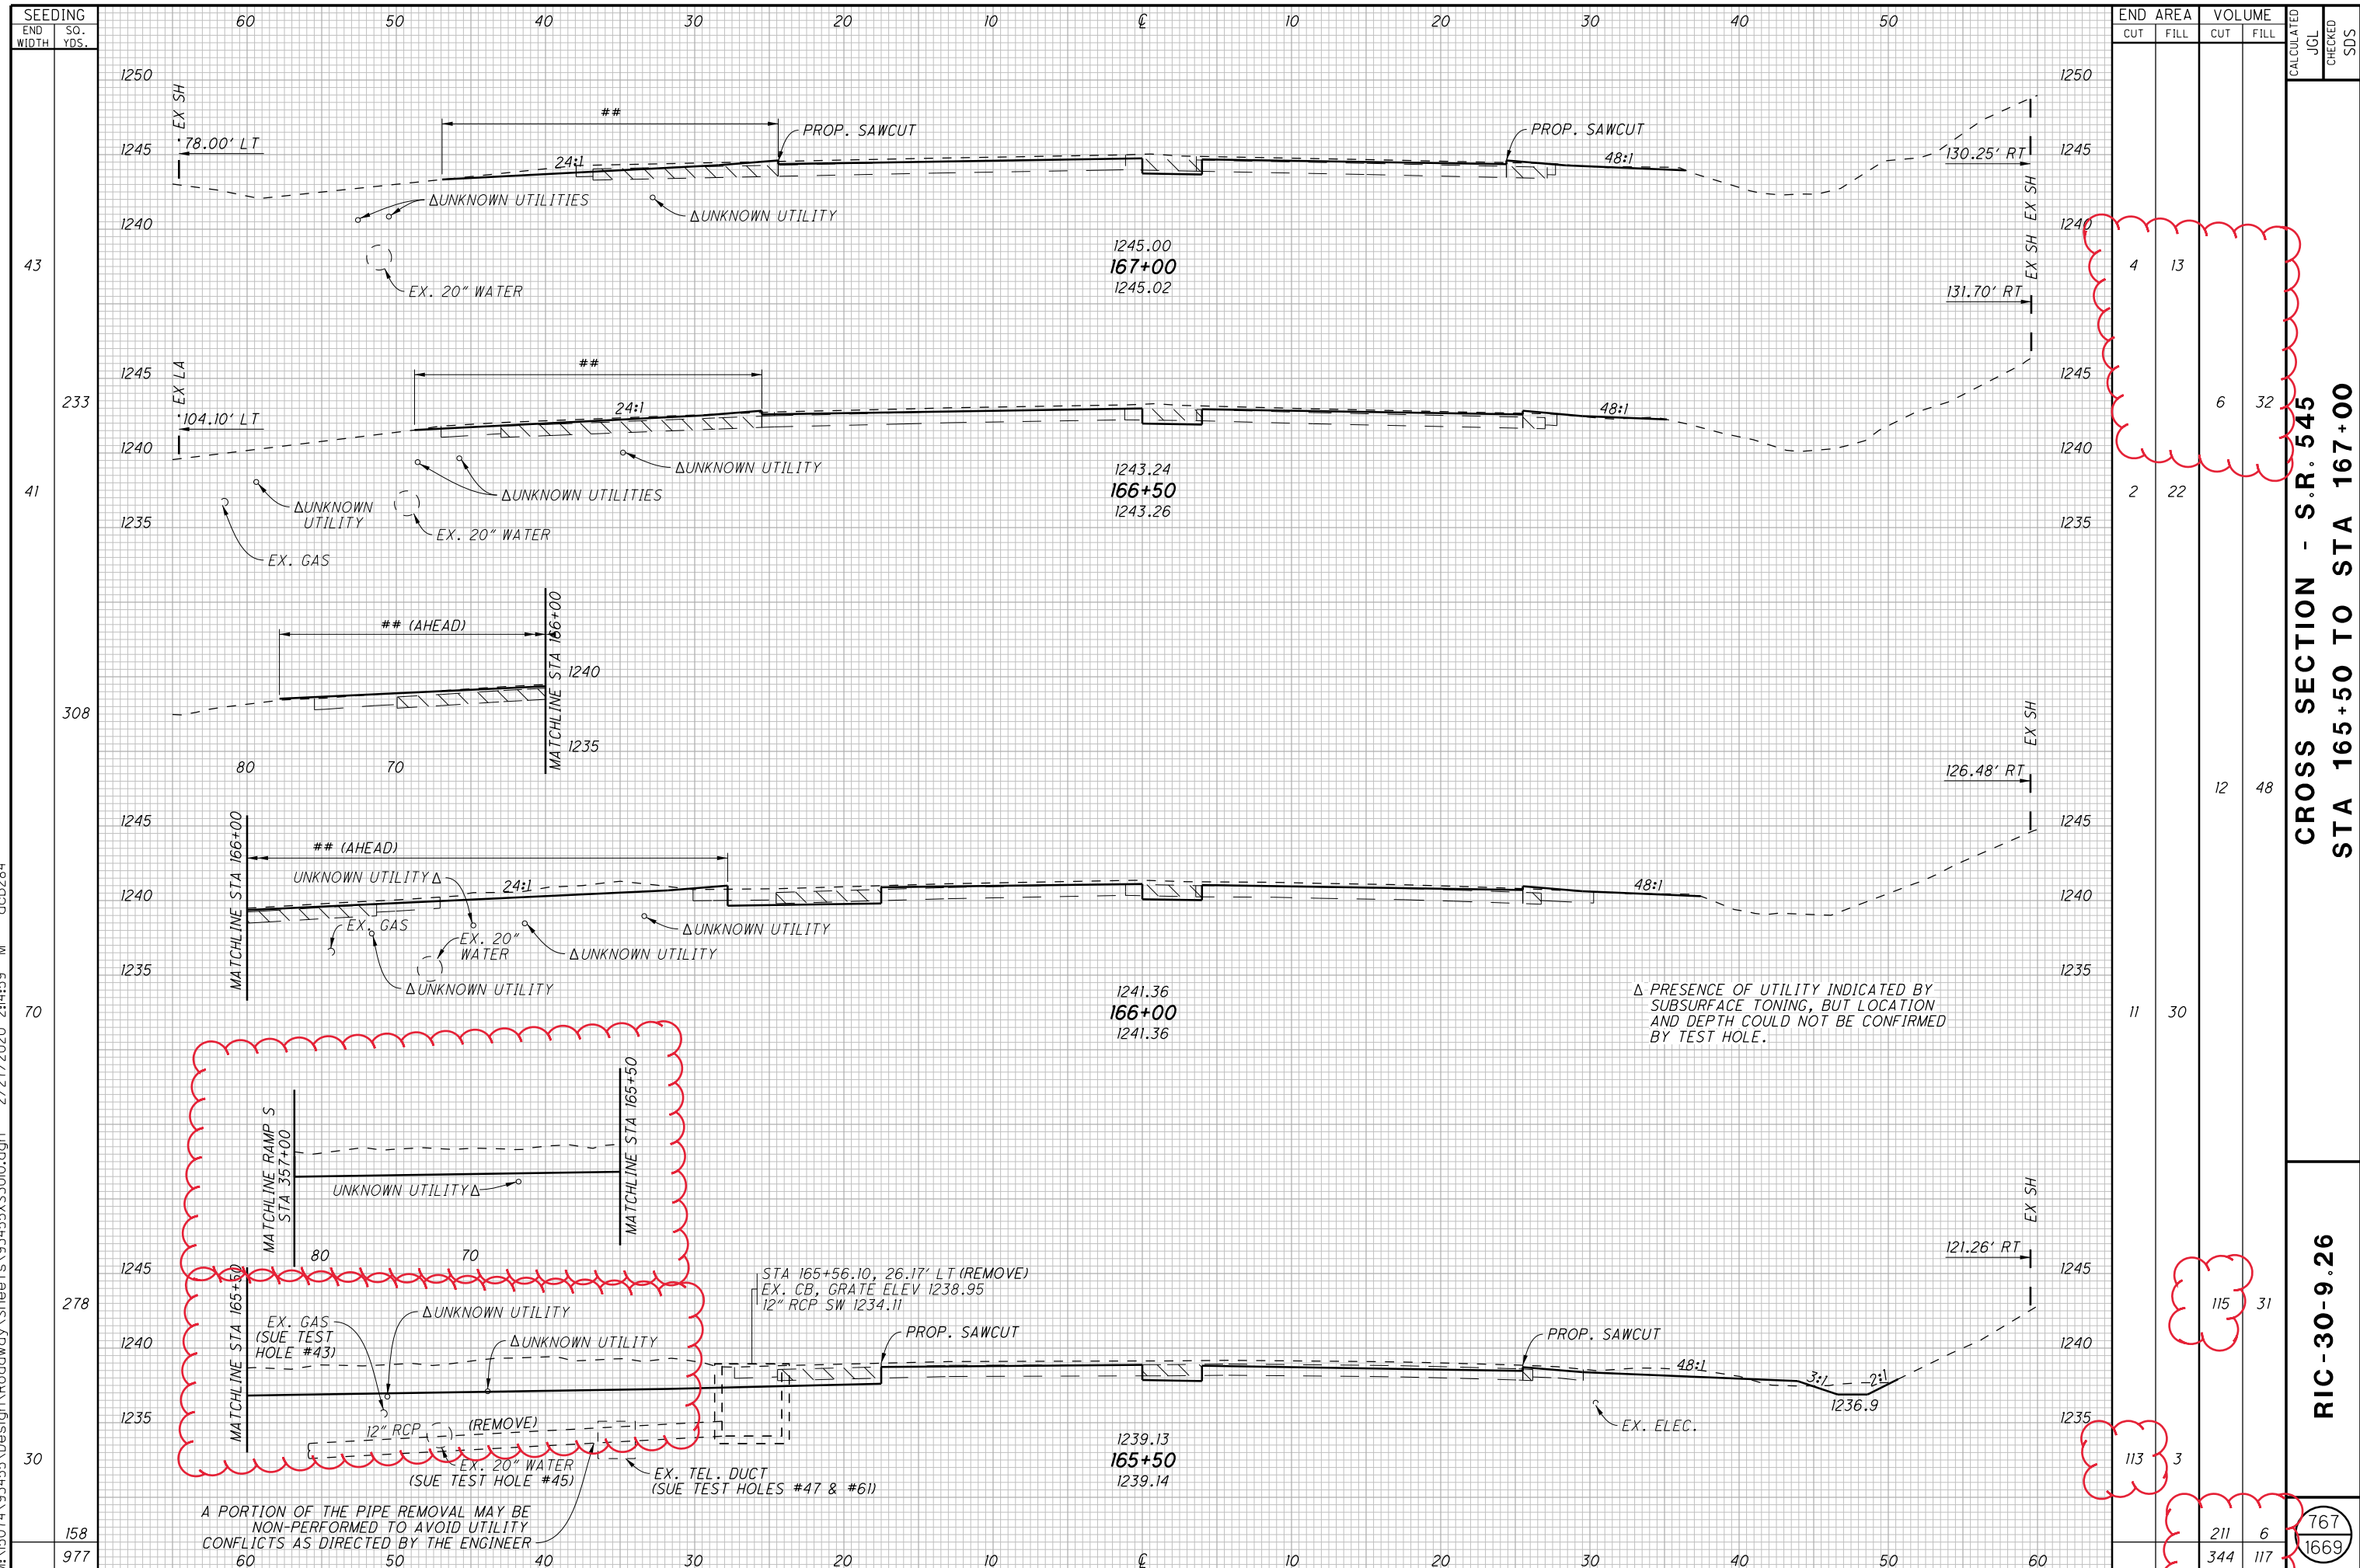 SEEDING
END WIDTH
SQ. YDS.
60 50 40 30 20 10 ℄ 10 20 30 40 50
END AREA
VOLUME
CUT FILL CUT FILL
CALCULATED
JGL
CHECKED
SDS
1250
1250
EX SH
78.00' LT
1245
##
24:1
PROP. SAWCUT
PROP. SAWCUT
48:1
1245
130.25' RT
EX SH
ΔUNKNOWN UTILITIES
ΔUNKNOWN UTILITY
1240
1240
EX. 20" WATER
1245.00
167+00
1245.02
43
4 13
EX SH
131.70' RT
EX LA
104.10' LT
1245
##
24:1
48:1
1245
233
6 32
1240
1240
ΔUNKNOWN UTILITY
ΔUNKNOWN UTILITIES
ΔUNKNOWN
UTILITY
EX. 20" WATER
EX. GAS
1235
1235
1243.24
166+50
1243.26
41
2 22
## (AHEAD)
MATCHLINE STA 166+00
1240
1235
80 70
308
12 48
EX SH
126.48' RT
1245
1245
MATCHLINE STA 166+00
## (AHEAD)
UNKNOWN UTILITY Δ
24:1
48:1
1240
1240
EX. GAS
EX. 20"
WATER
ΔUNKNOWN UTILITY
ΔUNKNOWN UTILITY
ΔUNKNOWN UTILITY
1235
1235
1241.36
166+00
1241.36
70
11 30
Δ PRESENCE OF UTILITY INDICATED BY
SUBSURFACE TONING, BUT LOCATION
AND DEPTH COULD NOT BE CONFIRMED
BY TEST HOLE.
MATCHLINE RAMP S
STA 357+00
MATCHLINE STA 165+50
UNKNOWN UTILITYΔ
80 70
EX SH
121.26' RT
1245
1245
MATCHLINE STA 165+50
278
115 31
STA 165+56.10, 26.17' LT (REMOVE)
EX. CB, GRATE ELEV 1238.95
12" RCP SW 1234.11
EX. GAS
(SUE TEST
HOLE #43)
ΔUNKNOWN UTILITY
ΔUNKNOWN UTILITY
PROP. SAWCUT
PROP. SAWCUT
1240
1240
48:1
3:1
2:1
1236.9
1235
1235
12" RCP (REMOVE)
EX. ELEC.
EX. 20" WATER
(SUE TEST HOLE #45)
EX. TEL. DUCT
(SUE TEST HOLES #47 & #61)
1239.13
165+50
1239.14
30
113 3
A PORTION OF THE PIPE REMOVAL MAY BE
NON-PERFORMED TO AVOID UTILITY
CONFLICTS AS DIRECTED BY THE ENGINEER
158
211 6
977
344 117
60 50 40 30 20 10 ℄ 10 20 30 40 50 60
CROSS SECTION - S.R. 545
STA 165+50 TO STA 167+00
RIC-30-9.26
767
1669